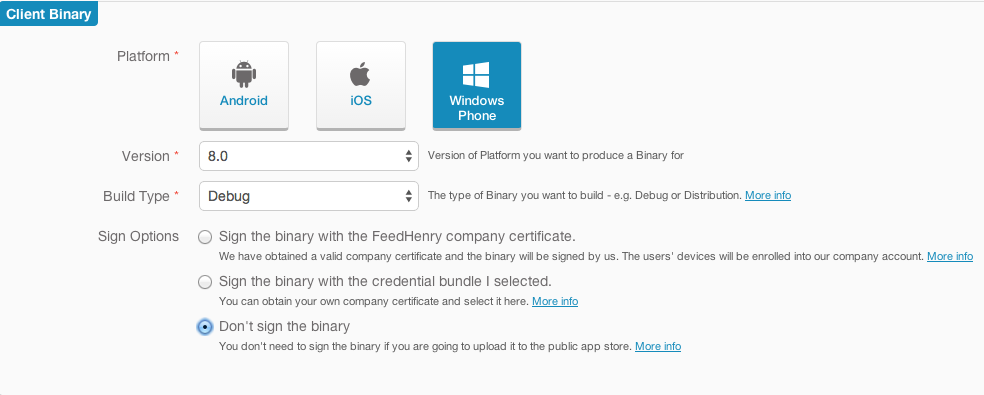 Client Binary
Platform *
Android
iOS
Windows
Phone
Version *
8.0
Version of Platform you want to produce a Binary for
Build Type *
Debug
The type of Binary you want to build - e.g. Debug or Distribution. More info
Sign Options
Sign the binary with the FeedHenry company certificate.
We have obtained a valid company certificate and the binary will be signed by us. The users' devices will be enrolled into our company account. More info
Sign the binary with the credential bundle I selected.
You can obtain your own company certificate and select it here. More info
Don't sign the binary
You don't need to sign the binary if you are going to upload it to the public app store. More info